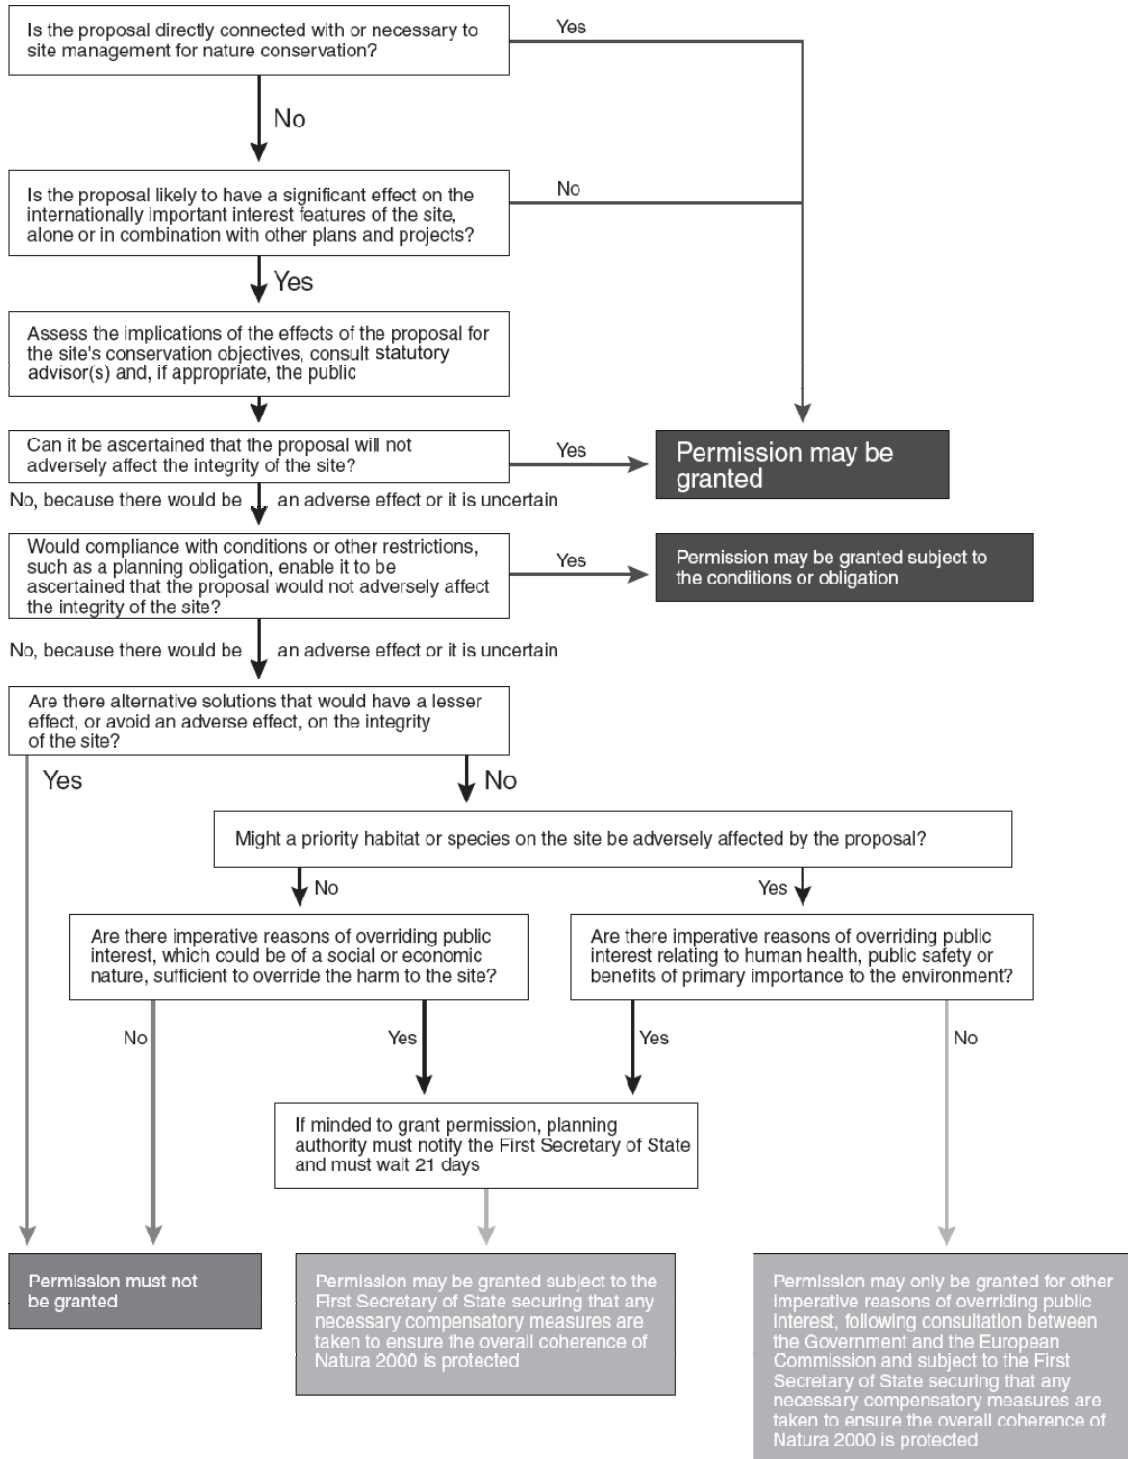 Is the proposal directly connected with or necessary to
site management for nature conservation?
Yes
No
Is the proposal likely to have a significant effect on the
internationally important interest features of the site,
alone or in combination with other plans and projects?
No
Yes
Assess the implications of the effects of the proposal for
the site's conservation objectives, consult statutory
advisor(s) and, if appropriate, the public
Can it be ascertained that the proposal will not
adversely affect the integrity of the site?
Yes
Permission may be
granted
No, because there would be an adverse effect or it is uncertain
Would compliance with conditions or other restrictions,
such as a planning obligation, enable it to be
ascertained that the proposal would not adversely affect
the integrity of the site?
Yes
Permission may be granted subject to
the conditions or obligation
No, because there would be an adverse effect or it is uncertain
Are there alternative solutions that would have a lesser
effect, or avoid an adverse effect, on the integrity
of the site?
Yes
No
Might a priority habitat or species on the site be adversely affected by the proposal?
No
Yes
Are there imperative reasons of overriding public
interest, which could be of a social or economic
nature, sufficient to override the harm to the site?
Are there imperative reasons of overriding public
interest relating to human health, public safety or
benefits of primary importance to the environment?
No
Yes
Yes
No
If minded to grant permission, planning
authority must notify the First Secretary of State
and must wait 21 days
Permission must not
be granted
Permission may be granted subject to the
First Secretary of State securing that any
necessary compensatory measures are
taken to ensure the overall coherence of
Natura 2000 is protected
Permission may only be granted for other
imperative reasons of overriding public
interest, following consultation between
the Government and the European
Commission and subject to the First
Secretary of State securing that any
necessary compensatory measures are
taken to ensure the overall coherence of
Natura 2000 is protected